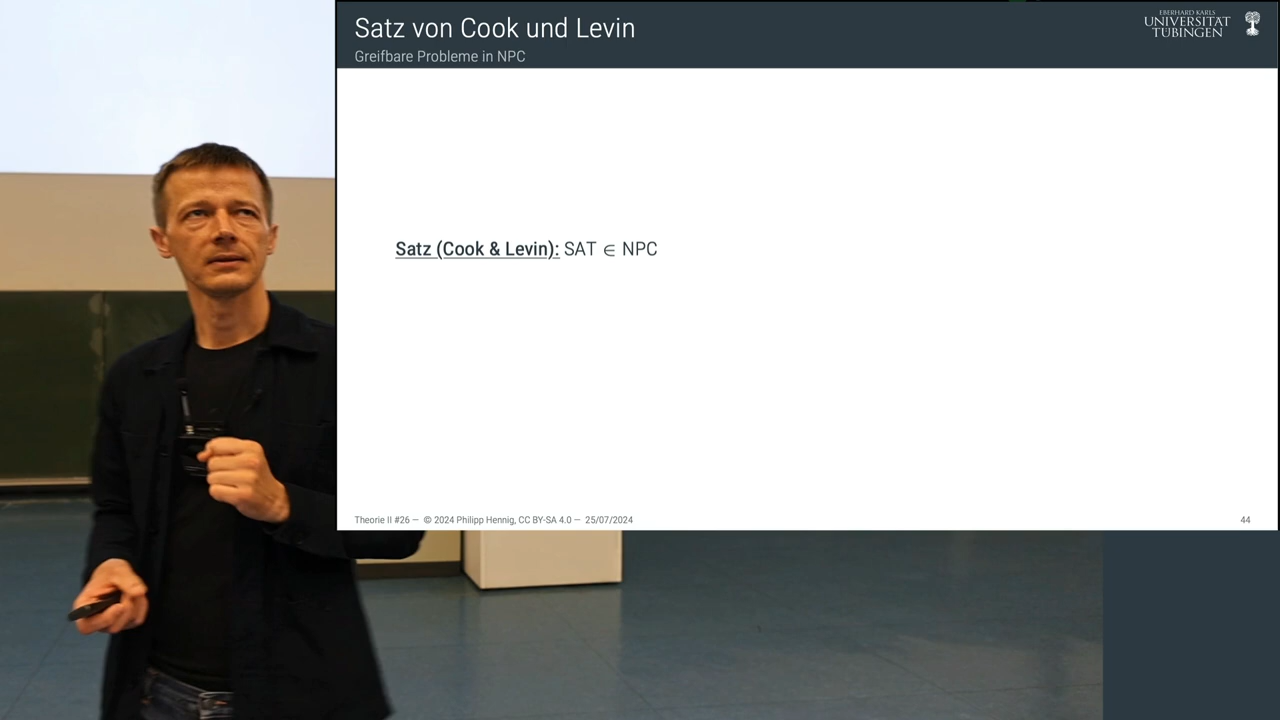 Satz von Cook und Levin
Greifbare Probleme in NPC
EBERHARD KARLS
UNIVERSITÄT
TÜBINGEN
Satz (Cook & Levin): SAT ∈ NPC
Theorie II #26 — © 2024 Philipp Hennig, CC BY-SA 4.0 — 25/07/2024
44